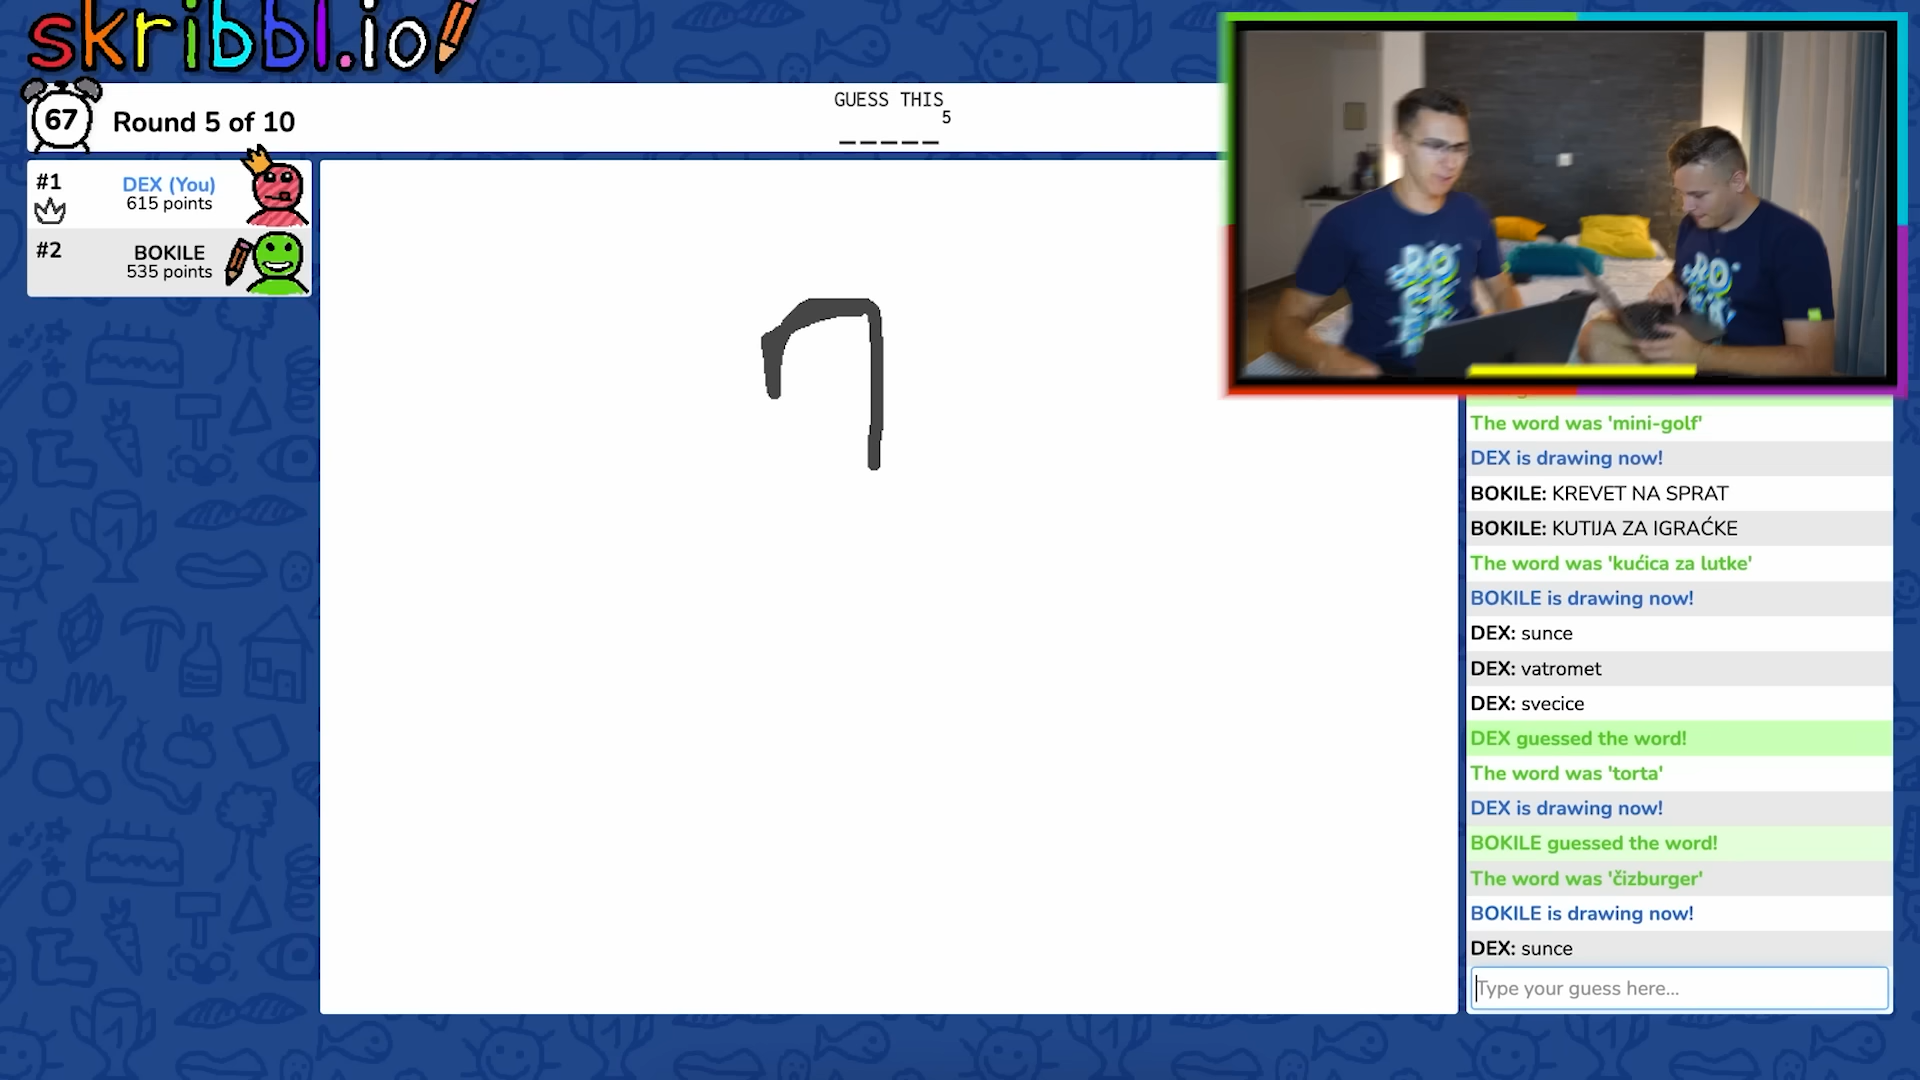 skribbl.io
67
Round 5 of 10
GUESS THIS
5
_____
#1
DEX (You)
615 points
#2
BOKILE
535 points
The word was 'mini-golf'
DEX is drawing now!
BOKILE: KREVET NA SPRAT
BOKILE: KUTIJA ZA IGRAĆKE
The word was 'kućica za lutke'
BOKILE is drawing now!
DEX: sunce
DEX: vatromet
DEX: svecice
DEX guessed the word!
The word was 'torta'
DEX is drawing now!
BOKILE guessed the word!
The word was 'čizburger'
BOKILE is drawing now!
DEX: sunce
Type your guess here...